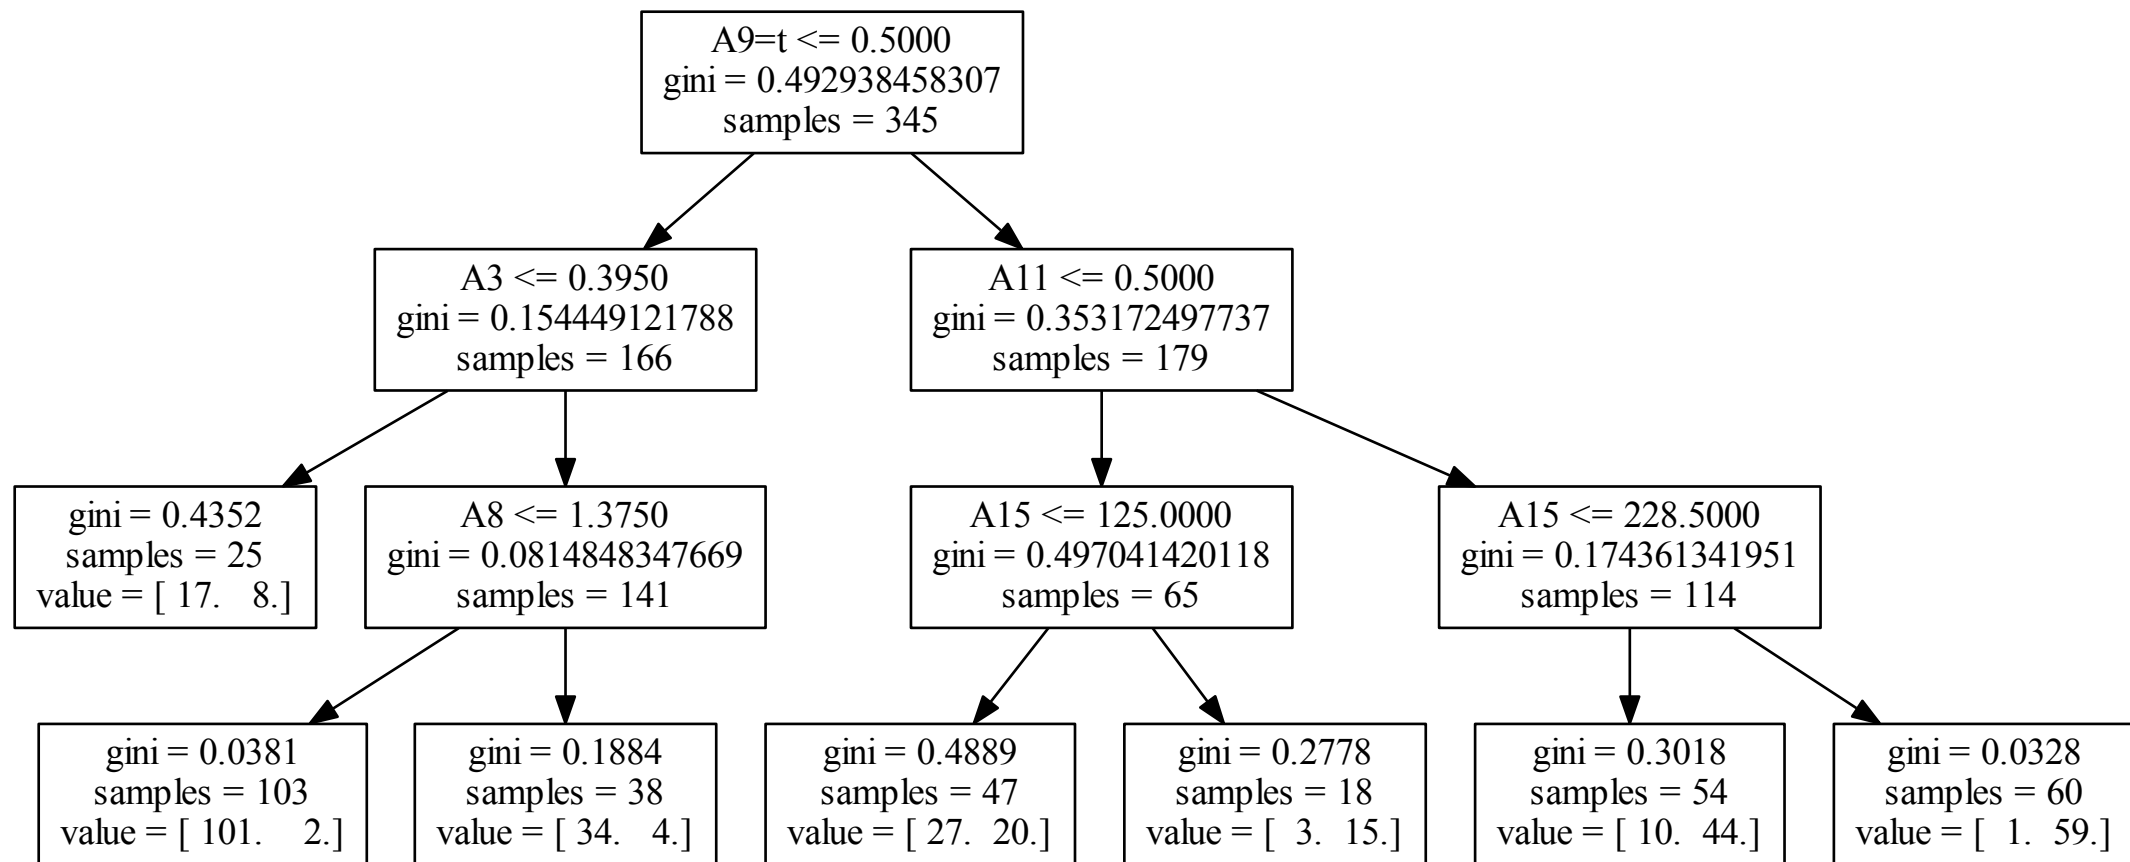 A9=t <= 0.5000
gini = 0.492938458307
samples = 345
A3 <= 0.3950
gini = 0.154449121788
samples = 166
A11 <= 0.5000
gini = 0.353172497737
samples = 179
gini = 0.4352
samples = 25
value = [ 17.   8.]
A8 <= 1.3750
gini = 0.0814848347669
samples = 141
A15 <= 125.0000
gini = 0.497041420118
samples = 65
A15 <= 228.5000
gini = 0.174361341951
samples = 114
gini = 0.0381
samples = 103
value = [ 101.    2.]
gini = 0.1884
samples = 38
value = [ 34.   4.]
gini = 0.4889
samples = 47
value = [ 27.  20.]
gini = 0.2778
samples = 18
value = [  3.  15.]
gini = 0.3018
samples = 54
value = [ 10.  44.]
gini = 0.0328
samples = 60
value = [  1.  59.]